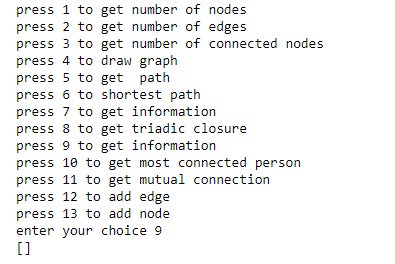 press 1 to get number of nodes
press 2 to get number of edges
press 3 to get number of connected nodes
press 4 to draw graph
press 5 to get  path
press 6 to shortest path
press 7 to get information
press 8 to get triadic closure
press 9 to get information
press 10 to get most connected person
press 11 to get mutual connection
press 12 to add edge
press 13 to add node
enter your choice 9
[]